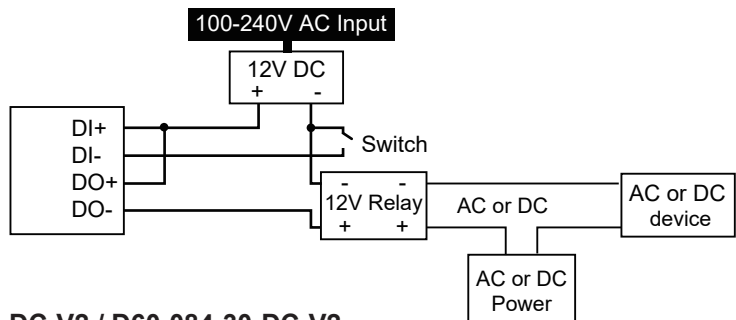 100-240V AC Input
12V DC
+ -
DI+
DI-
DO+
DO-
Switch
- -
12V Relay
+ +
AC or DC
AC or DC
device
AC or DC
Power